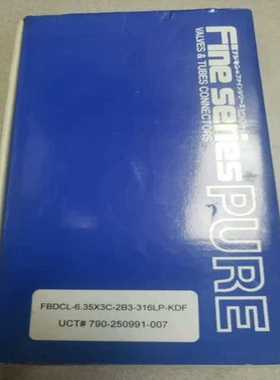 Fine series PURE
VALVES & TUBES CONNECTORS
FBDCL-6.35X3C-2B3-316LP-KDF
UCT# 790-250991-007